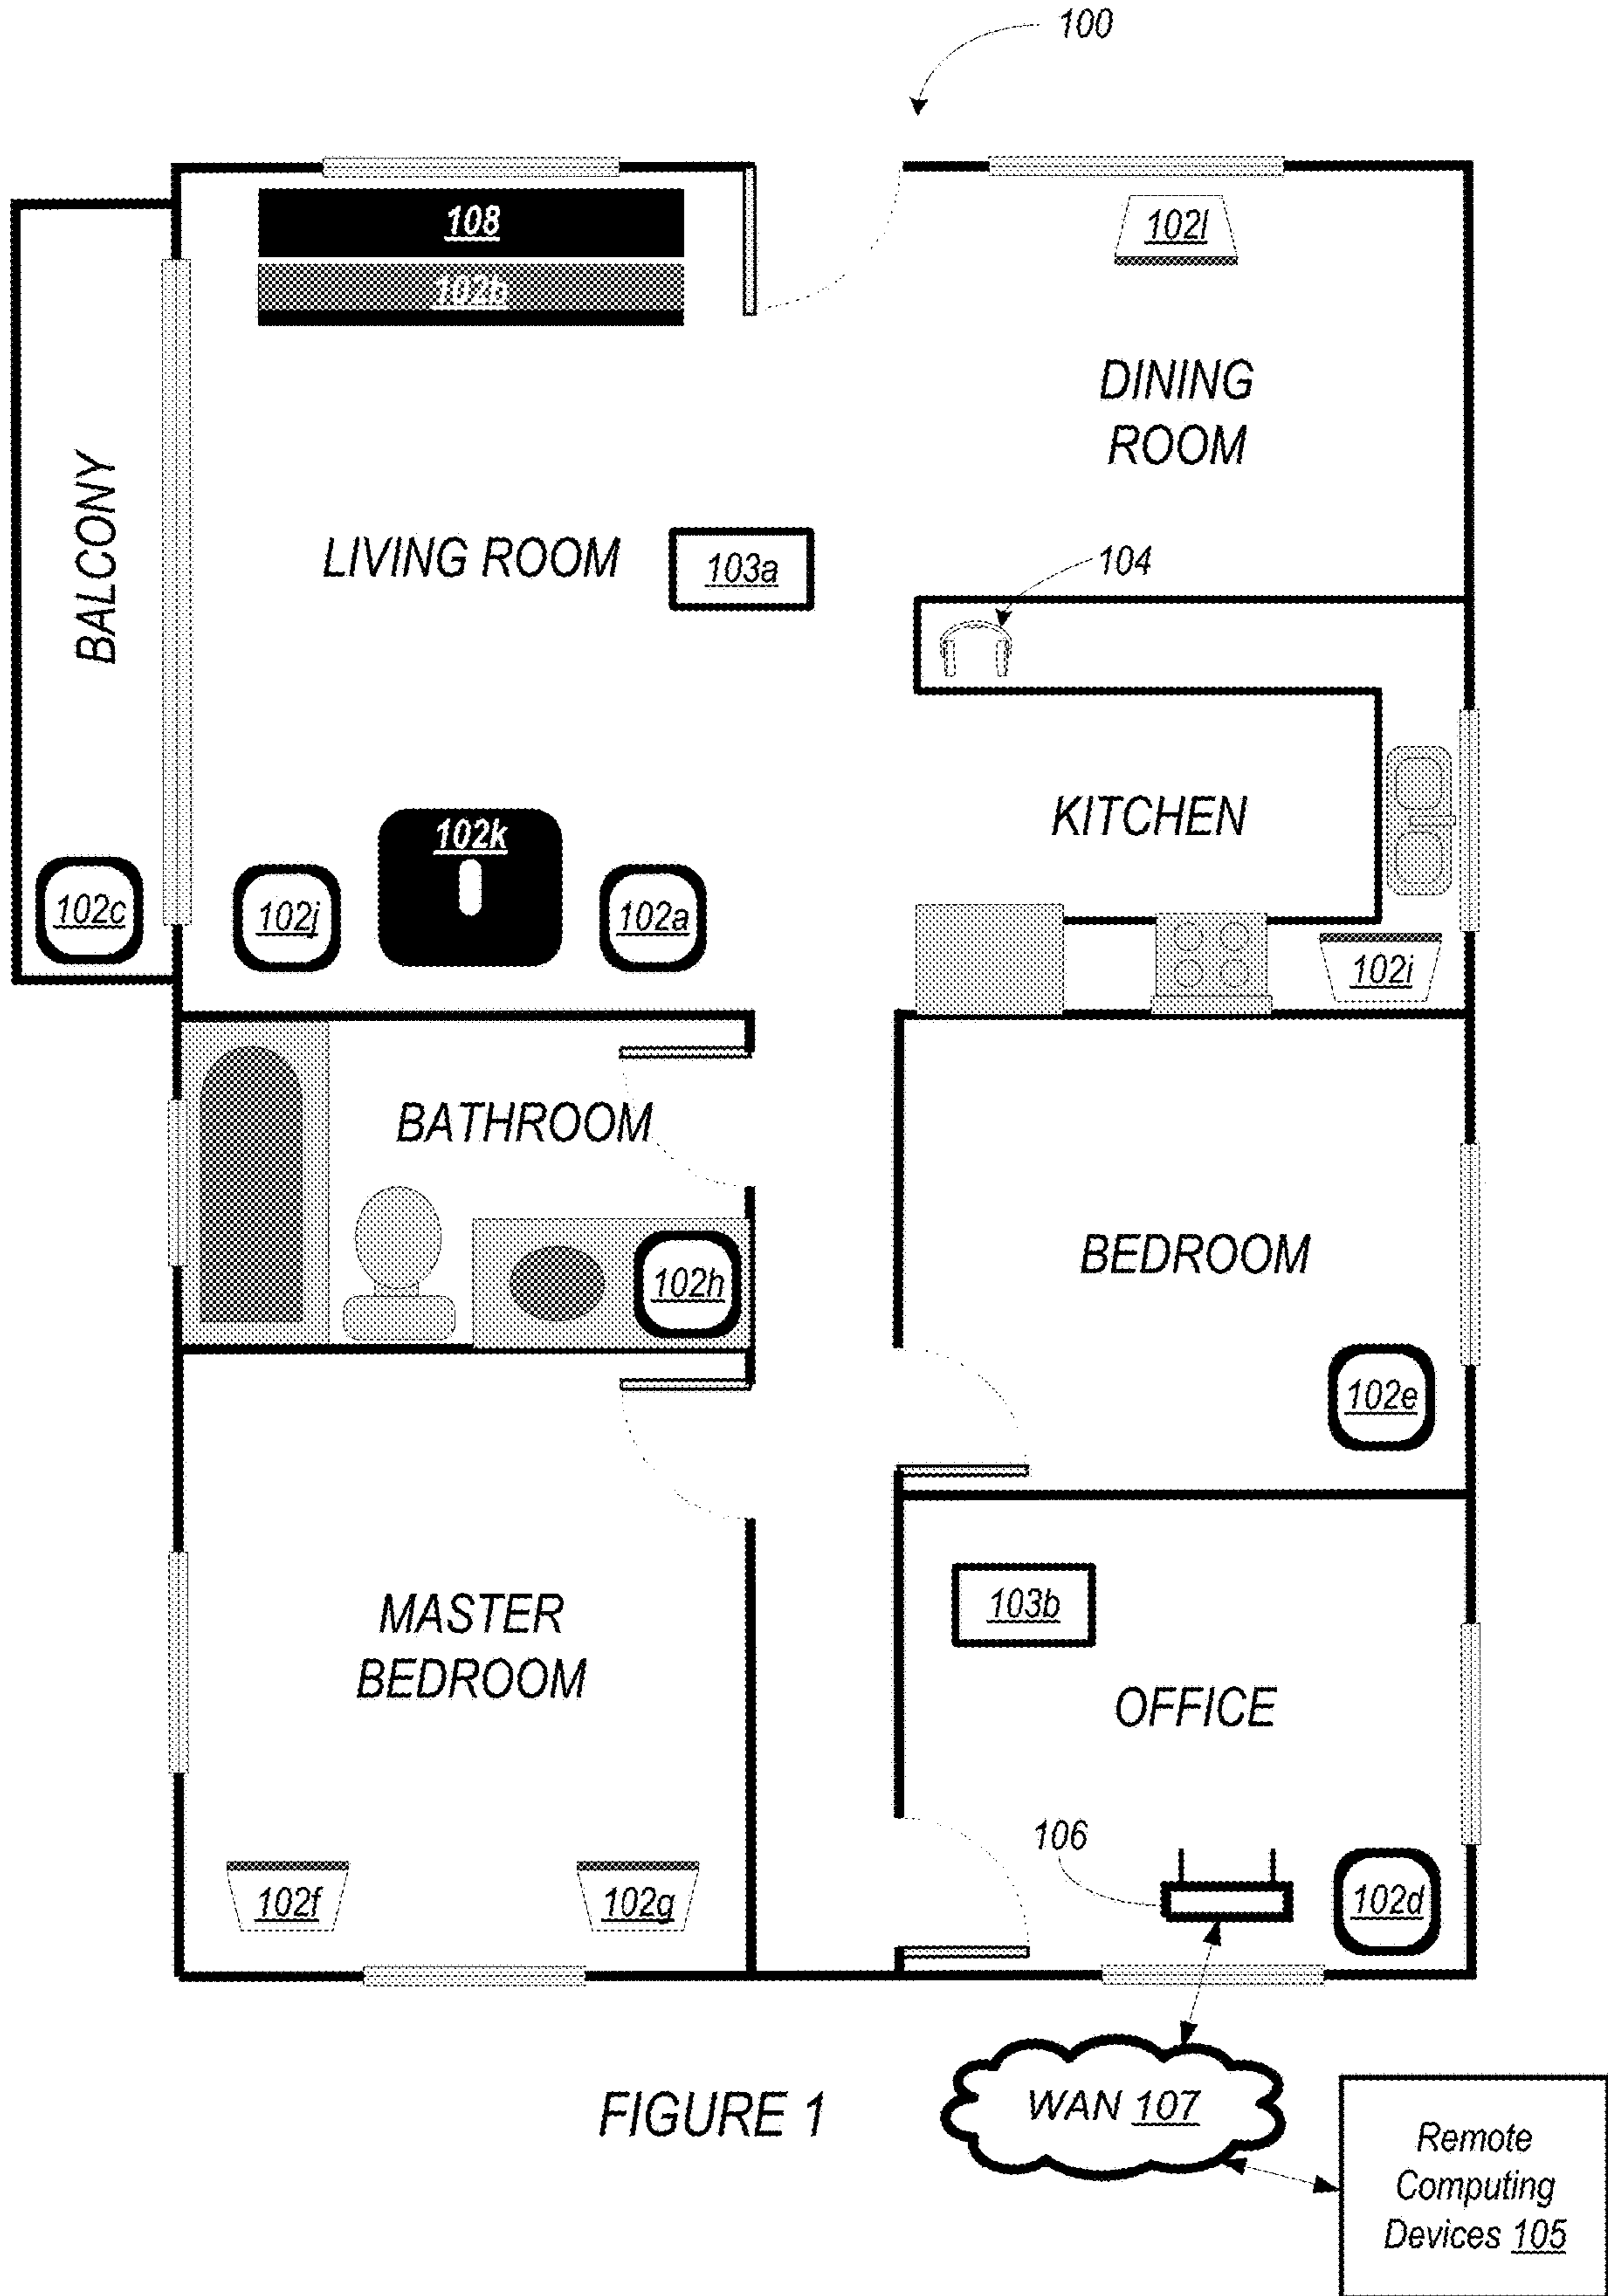 100
108
102b
102l
DINING
ROOM
BALCONY
LIVING ROOM
103a
104
KITCHEN
102k
102c
102j
102a
102i
BATHROOM
102h
BEDROOM
102e
MASTER
BEDROOM
103b
OFFICE
106
102f
102g
102d
FIGURE 1
WAN 107
Remote
Computing
Devices 105